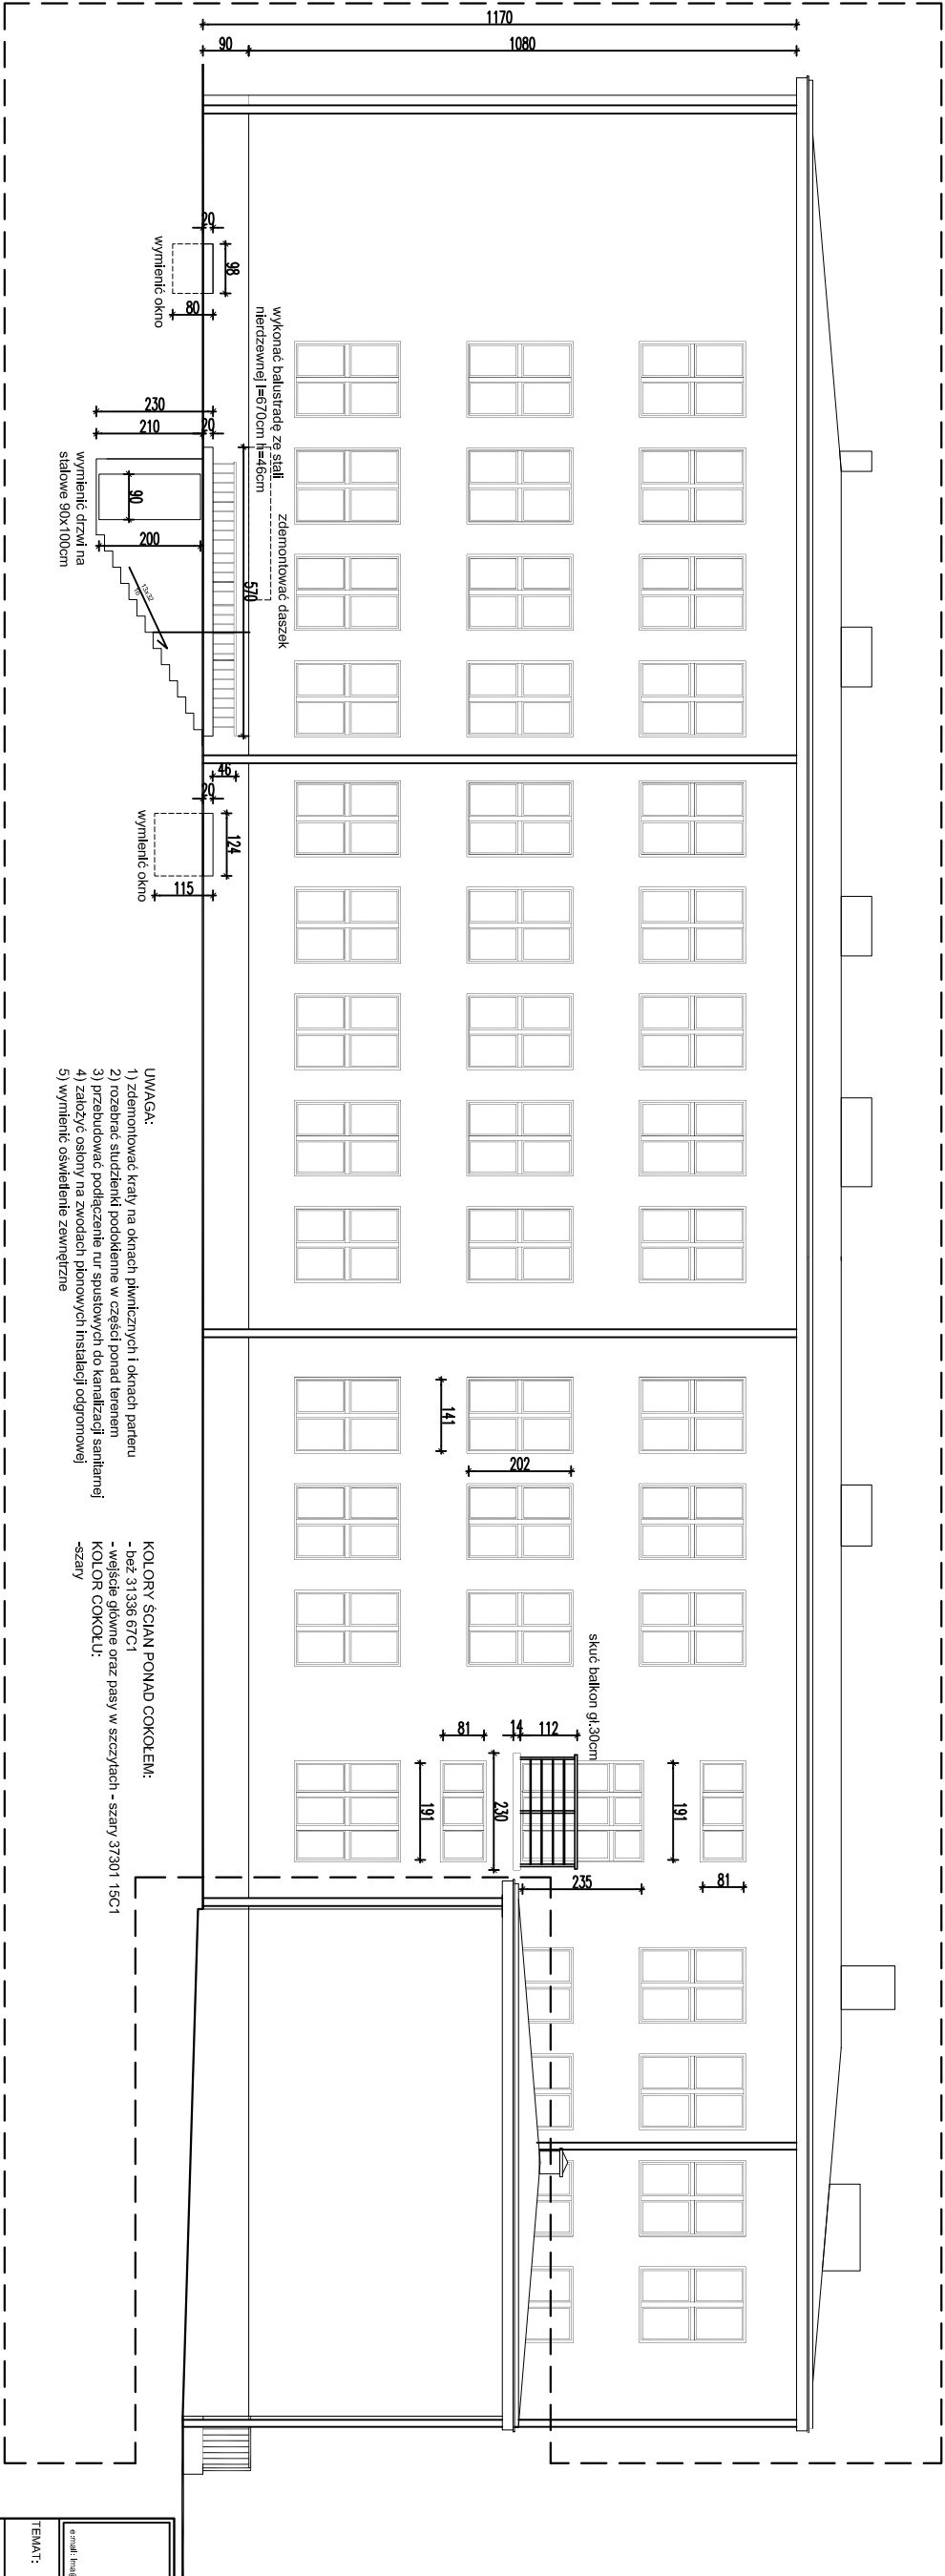 1170
90
1080
20
98
80
wymienić okno
wykonać balustradę ze stali
nierdzewnej l=670cm h=46cm
zdemontować daszek
230
210
20
90
200
570
13x32
16
wymienić drzwi na
stalowe 90x100cm
46
20
124
115
wymienić okno
141
202
skuć balkon gł.30cm
81
14
112
191
230
191
235
81
UWAGA:
1) zdemontować kraty na oknach piwnicznych i oknach parteru
2) rozebrać studzienki podokienne w części ponad terenem
3) przebudować podłączenie rur spustowych do kanalizacji sanitarnej
4) założyć osłony na zwodach pionowych instalacji odgromowej
5) wymienić oświetlenie zewnętrzne
KOLORY ŚCIAN PONAD COKOŁEM:
- beż 31336 67C1
- wejście główne oraz pasy w szczytach - szary 37301 15C1
KOLOR COKOŁU:
-szary
e-mail:
TEMAT: